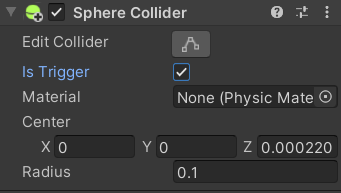 Sphere Collider
Edit Collider
Is Trigger
Material None (Physic Mate
Center
X 0 Y 0 Z 0.000220
Radius 0.1